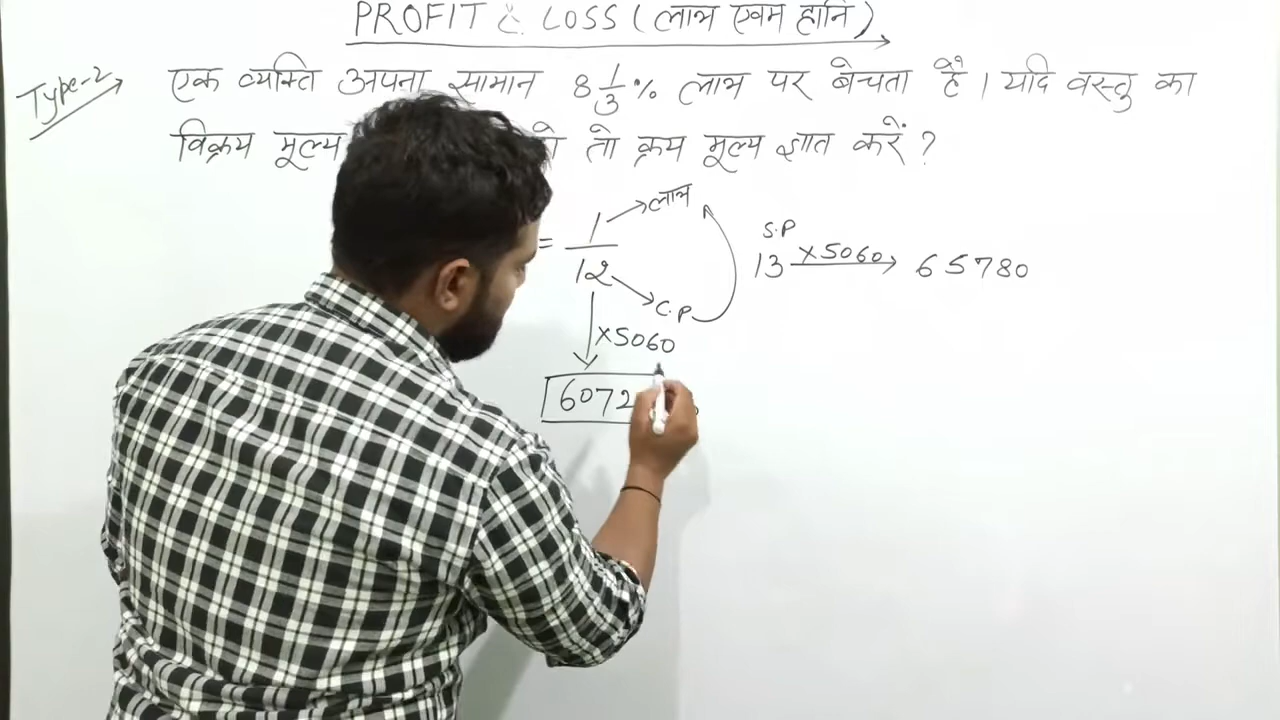 PROFIT & LOSS (लाभ एवम हानि)
Type-2
एक व्यक्ति अपना सामान 8 1/3 % लाभ पर बेचता है । यदि वस्तु का
विक्रय मूल्य तो क्रय मूल्य ज्ञात करें ?
= 1/12
लाभ
C.P
S.P
13 ×5060 → 65780
×5060
6072